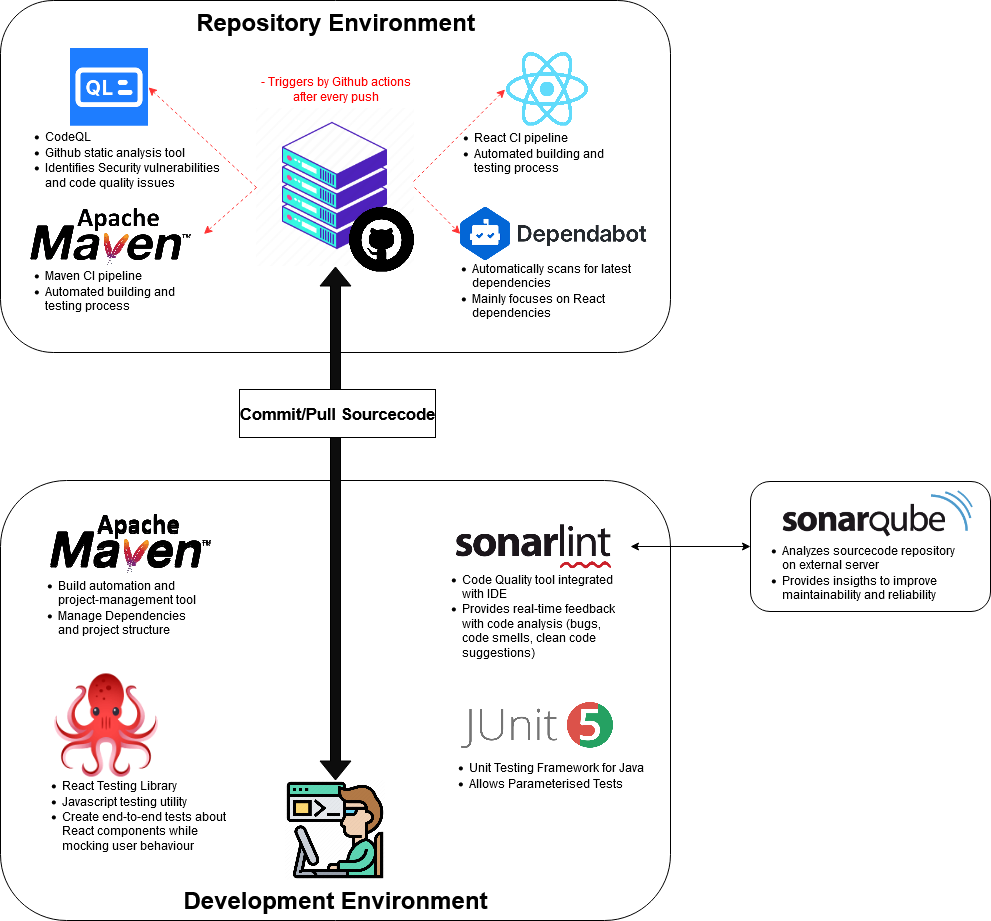 Repository Environment
QL
- Triggers by Github actions
after every push
• CodeQL
• Github static analysis tool
• Identifies Security vulnerabilities
and code quality issues
• React CI pipeline
• Automated building and
testing process
Apache
Maven™
• Maven CI pipeline
• Automated building and
testing process
Dependabot
• Automatically scans for latest
dependencies
• Mainly focuses on React
dependencies
Commit/Pull Sourcecode
Apache
Maven™
• Build automation and
project-management tool
• Manage Dependencies
and project structure
sonarlint
• Code Quality tool integrated
with IDE
• Provides real-time feedback
with code analysis (bugs,
code smells, clean code
suggestions)
sonarqube
• Analyzes sourcecode repository
on external server
• Provides insigths to improve
maintainability and reliability
• React Testing Library
• Javascript testing utility
• Create end-to-end tests about
React components while
mocking user behaviour
JUnit 5
• Unit Testing Framework for Java
• Allows Parameterised Tests
Development Environment